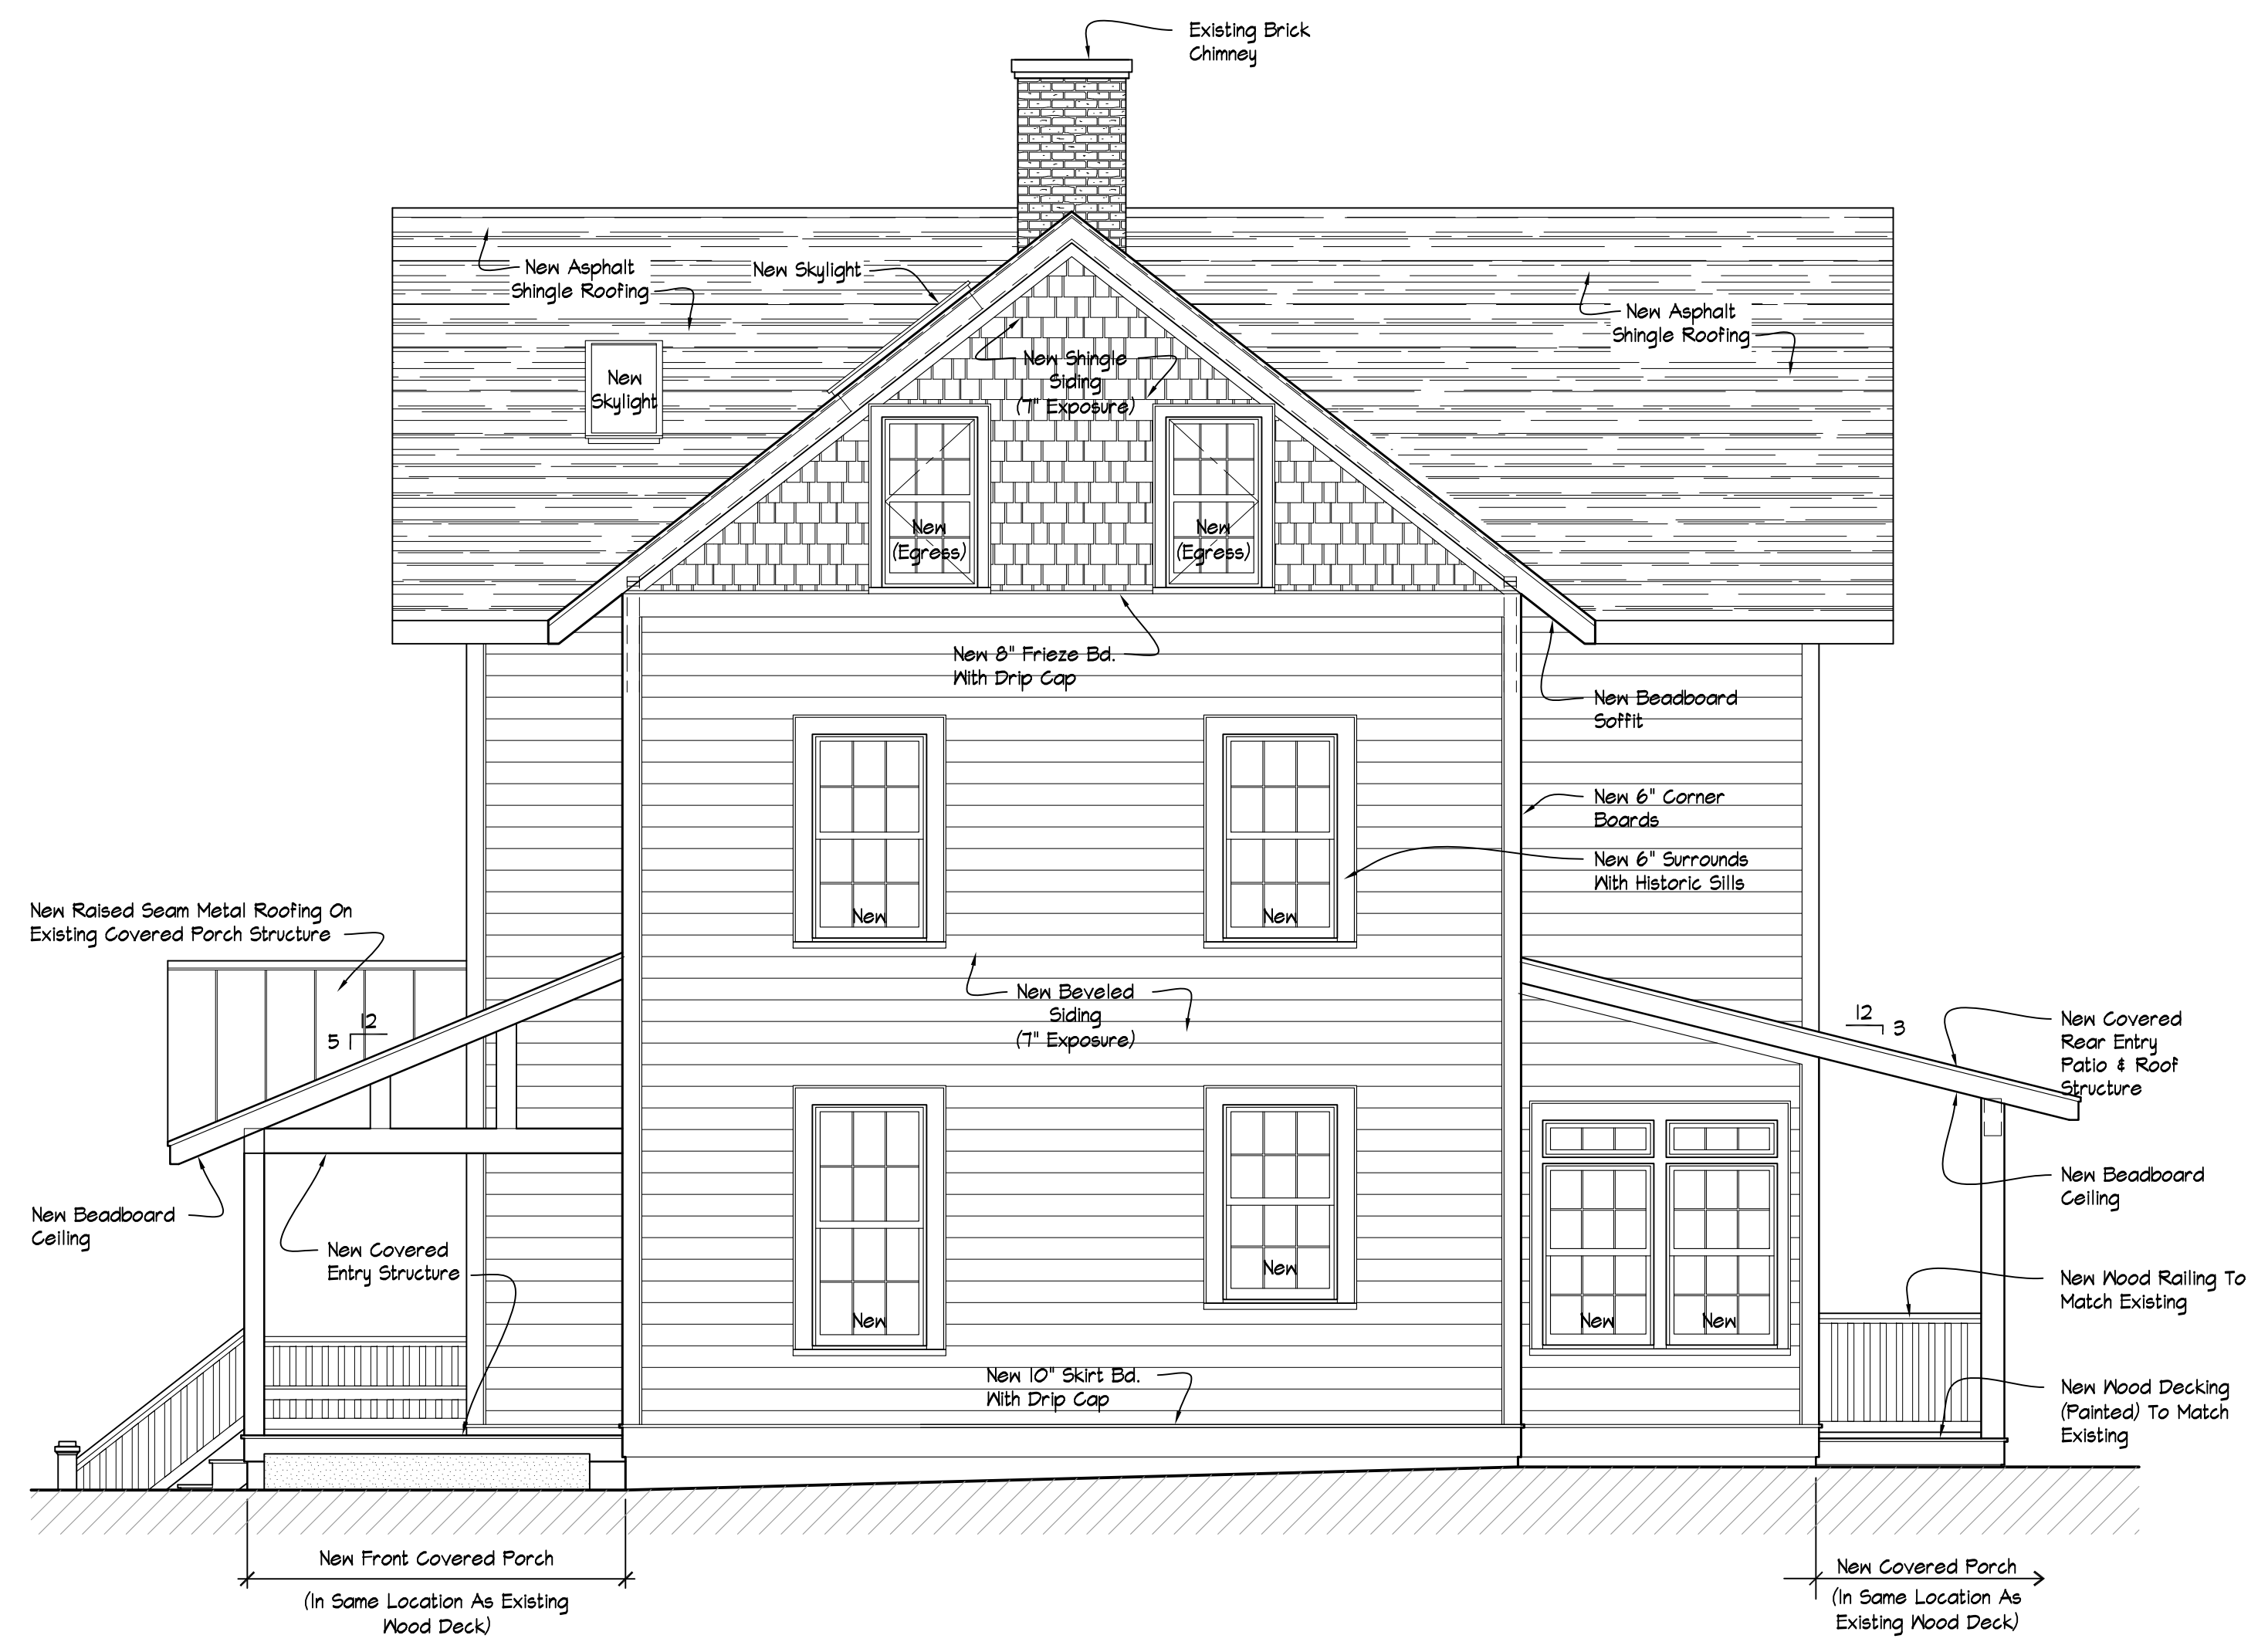 Existing Brick
Chimney
New Asphalt
Shingle Roofing
New Skylight
New Asphalt
Shingle Roofing
New
Skylight
New Shingle
Siding
(7" Exposure)
New
(Egress)
New
(Egress)
New 8" Frieze Bd.
With Drip Cap
New Beadboard
Soffit
New 6" Corner
Boards
New 6" Surrounds
With Historic Sills
New
New
New Raised Seam Metal Roofing On
Existing Covered Porch Structure
New Beveled
Siding
(7" Exposure)
12
5
12
3
New Covered
Rear Entry
Patio & Roof
Structure
New Beadboard
Ceiling
New Beadboard
Ceiling
New Covered
Entry Structure
New
New
New
New
New Wood Railing To
Match Existing
New 10" Skirt Bd.
With Drip Cap
New Wood Decking
(Painted) To Match
Existing
New Front Covered Porch
(In Same Location As Existing
Wood Deck)
New Covered Porch
(In Same Location As
Existing Wood Deck)